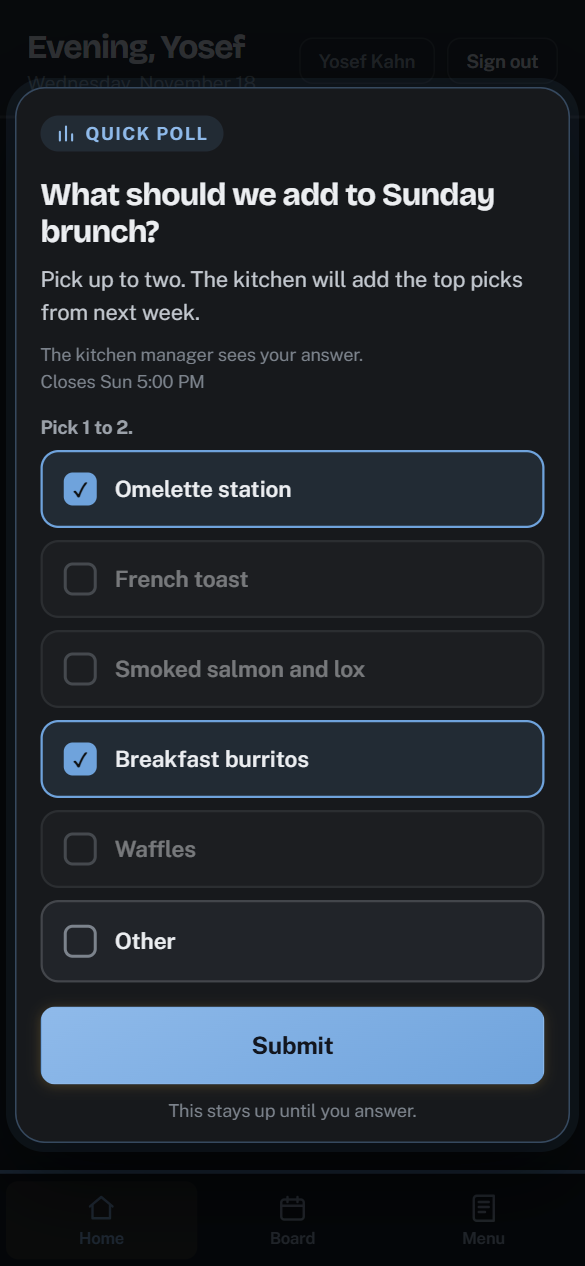 Evening, Yosef
Wednesday, November 18
Yosef Kahn
Sign out
QUICK POLL
What should we add to Sunday
brunch?
Pick up to two. The kitchen will add the top picks
from next week.
The kitchen manager sees your answer.
Closes Sun 5:00 PM
Pick 1 to 2.
Omelette station
French toast
Smoked salmon and lox
Breakfast burritos
Waffles
Other
Submit
This stays up until you answer.
Home
Board
Menu